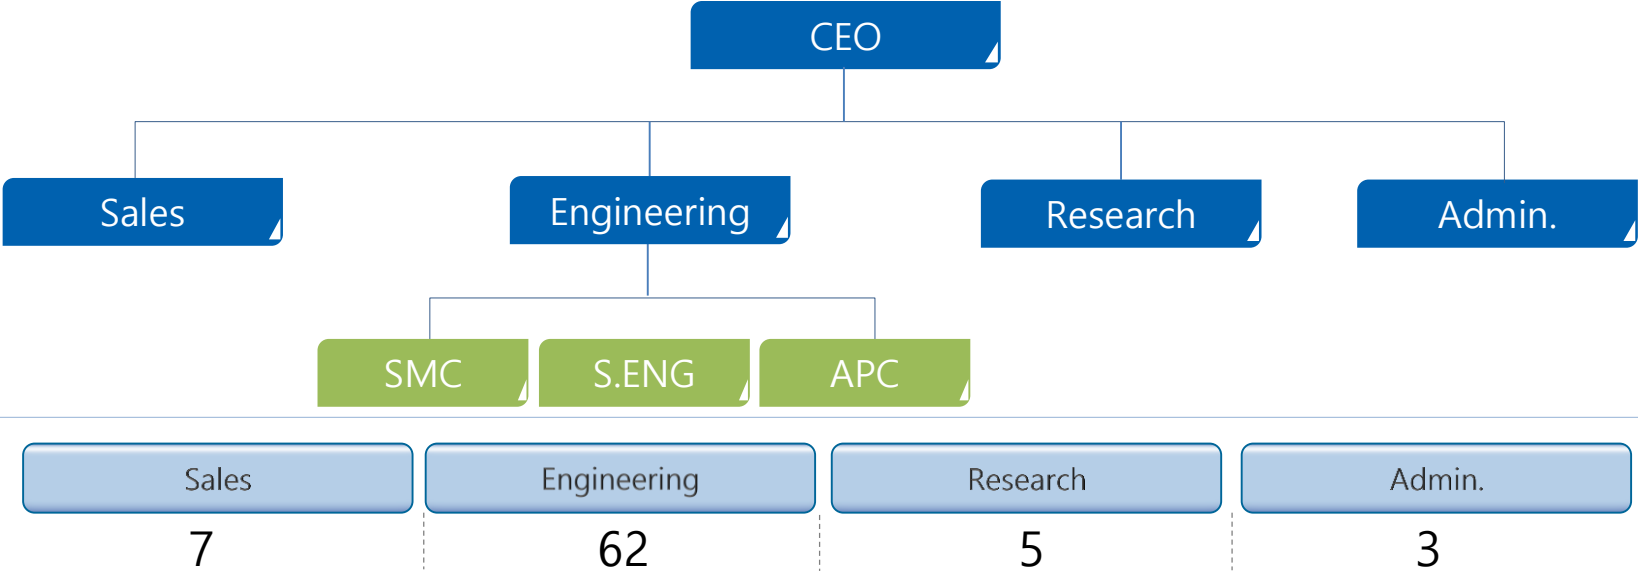 CEO
Sales
Engineering
Research
Admin.
SMC
S.ENG
APC
Sales
Engineering
Research
Admin.
7
62
5
3